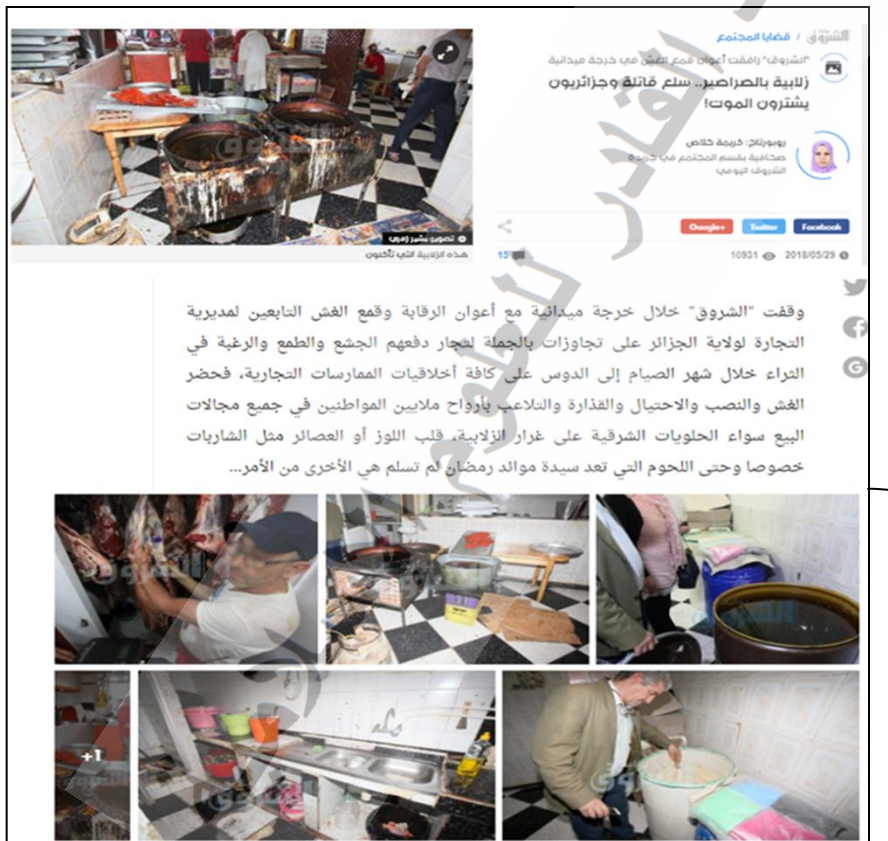 الشروق / قضايا المجتمع
"الشروق" رافقت أعوان قمع الغش في خرجة ميدانية
زلابية بالصراصير.. سلع قاتلة وجزائريون
يشترون الموت!
روبورتاج: كريمة خلاص
صحافية بقسم المجتمع في جريدة
الشروق اليومي
Facebook Twitter Google+
2018/05/29 10931 15
تصوير بشير زمري
هذه الزلابية التي تأكلون
وقفت "الشروق" خلال خرجة ميدانية مع أعوان الرقابة وقمع الغش التابعين لمديرية
التجارة لولاية الجزائر على تجاوزات بالجملة لتجار دفعهم الجشع والطمع والرغبة في
الثراء خلال شهر الصيام إلى الدوس على كافة أخلاقيات الممارسات التجارية، فحضر
الغش والنصب والاحتيال والقذارة والتلاعب بأرواح ملايين المواطنين في جميع مجالات
البيع سواء الحلويات الشرقية على غرار الزلابية، قلب اللوز أو العصائر مثل الشاربات
خصوصا وحتى اللحوم التي تعد سيدة موائد رمضان لم تسلم هي الأخرى من الأمر...
+1